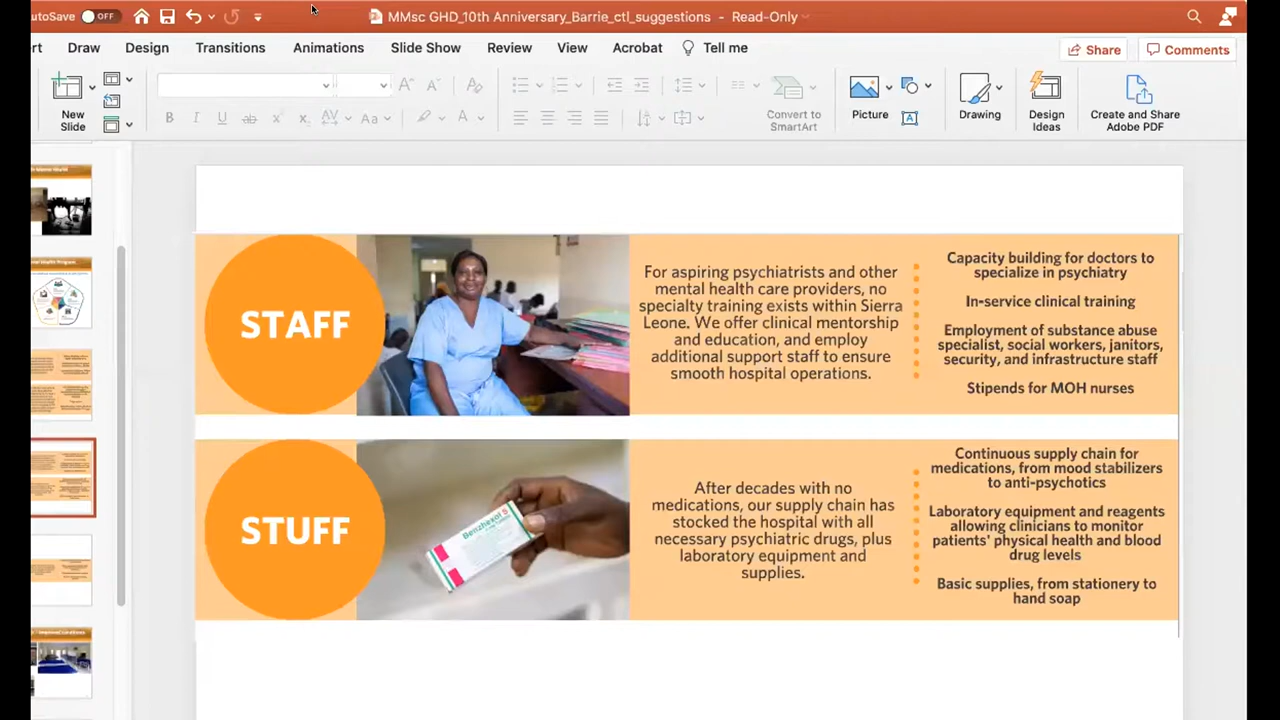 AutoSave OFF MMsc GHD_10th Anniversary_Barrie_ctl_suggestions - Read-Only
Draw Design Transitions Animations Slide Show Review View Acrobat Tell me Share Comments
New
Slide
Convert to
SmartArt
Picture
Drawing
Design
Ideas
Create and Share
Adobe PDF
STAFF
For aspiring psychiatrists and other
mental health care providers, no
specialty training exists within Sierra
Leone. We offer clinical mentorship
and education, and employ
additional support staff to ensure
smooth hospital operations.
Capacity building for doctors to
specialize in psychiatry
In-service clinical training
Employment of substance abuse
specialist, social workers, janitors,
security, and infrastructure staff
Stipends for MOH nurses
STUFF
Benzhexol 5
After decades with no
medications, our supply chain has
stocked the hospital with all
necessary psychiatric drugs, plus
laboratory equipment and
supplies.
Continuous supply chain for
medications, from mood stabilizers
to anti-psychotics
Laboratory equipment and reagents
allowing clinicians to monitor
patients' physical health and blood
drug levels
Basic supplies, from stationery to
hand soap